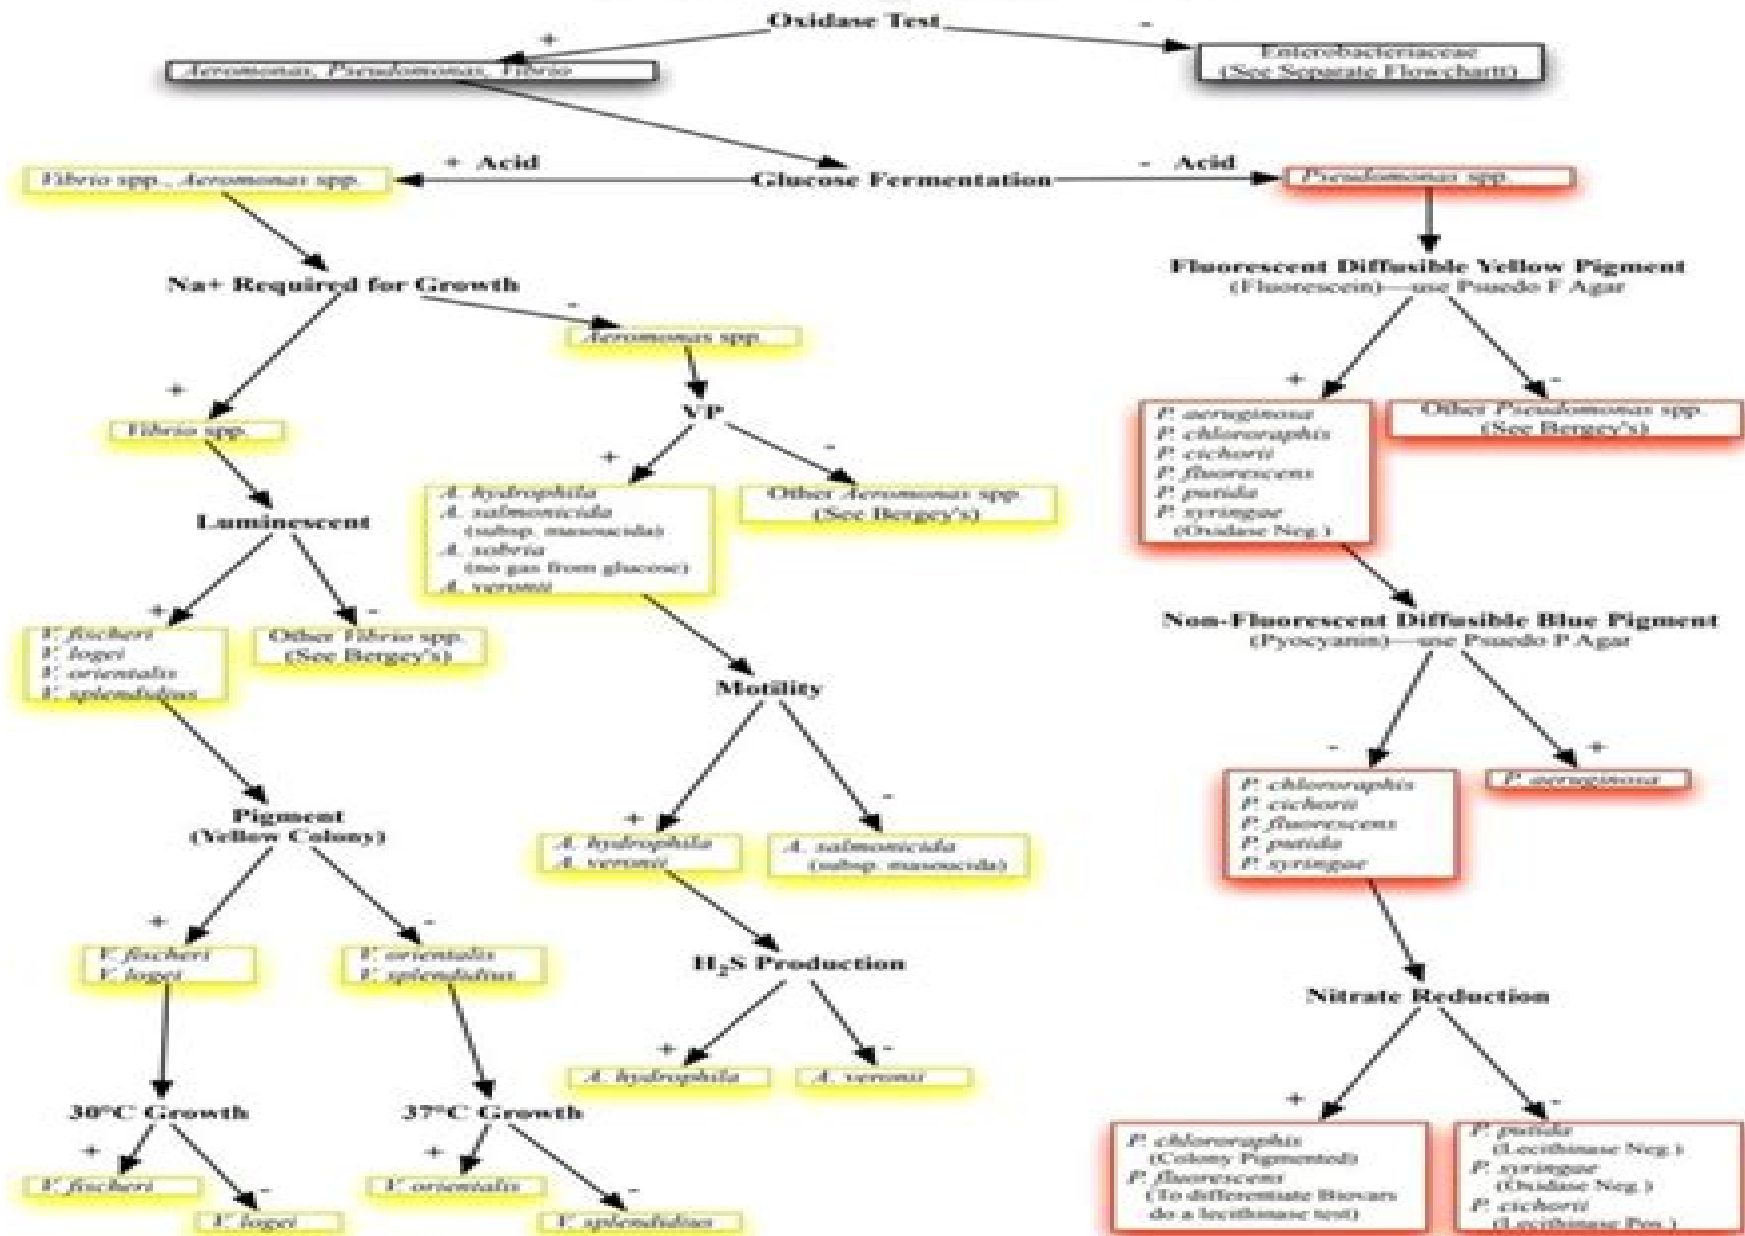 Oxidase Test
+
-
Aeromonas, Pseudomonas, Vibrio
Enterobacteriaceae
(See Separate Flowchartt)
+ Acid
- Acid
Vibrio spp., Aeromonas spp.
Glucose Fermentation
Pseudomonas spp.
Na+ Required for Growth
-
+
Aeromonas spp.
Vibrio spp.
VP
+
-
Luminescent
A. hydrophila
A. salmonicida
(subsp. masoucida)
A. sobria
(no gas from glucose)
A. veronii
Other Aeromonas spp.
(See Bergey's)
+
-
V. fischeri
V. logei
V. orientalis
V. splendidius
Other Vibrio spp.
(See Bergey's)
Motility
+
-
Pigment
(Yellow Colony)
A. hydrophila
A. veronii
A. salmonicida
(subsp. masoucida)
+
-
V. fischeri
V. logei
V. orientalis
V. splendidius
H2S Production
+
-
A. hydrophila
A. veronii
30°C Growth
37°C Growth
+
-
+
-
V. fischeri
V. logei
V. orientalis
V. splendidius
Fluorescent Diffusible Yellow Pigment
(Fluorescein)—use Psuedo F Agar
+
-
P. aeruginosa
P. chlororaphis
P. cichorii
P. fluorescens
P. putida
P. syringae
(Oxidase Neg.)
Other Pseudomonas spp.
(See Bergey's)
Non-Fluorescent Diffusible Blue Pigment
(Pyocyanin)—use Psuedo P Agar
-
+
P. chlororaphis
P. cichorii
P. fluorescens
P. putida
P. syringae
P. aeruginosa
Nitrate Reduction
+
-
P. chlororaphis
(Colony Pigmented)
P. fluorescens
(To differentiate Biovars
do a lecithinase test)
P. putida
(Lecithinase Neg.)
P. syringae
(Oxidase Neg.)
P. cichorii
(Lecithinase Pos.)